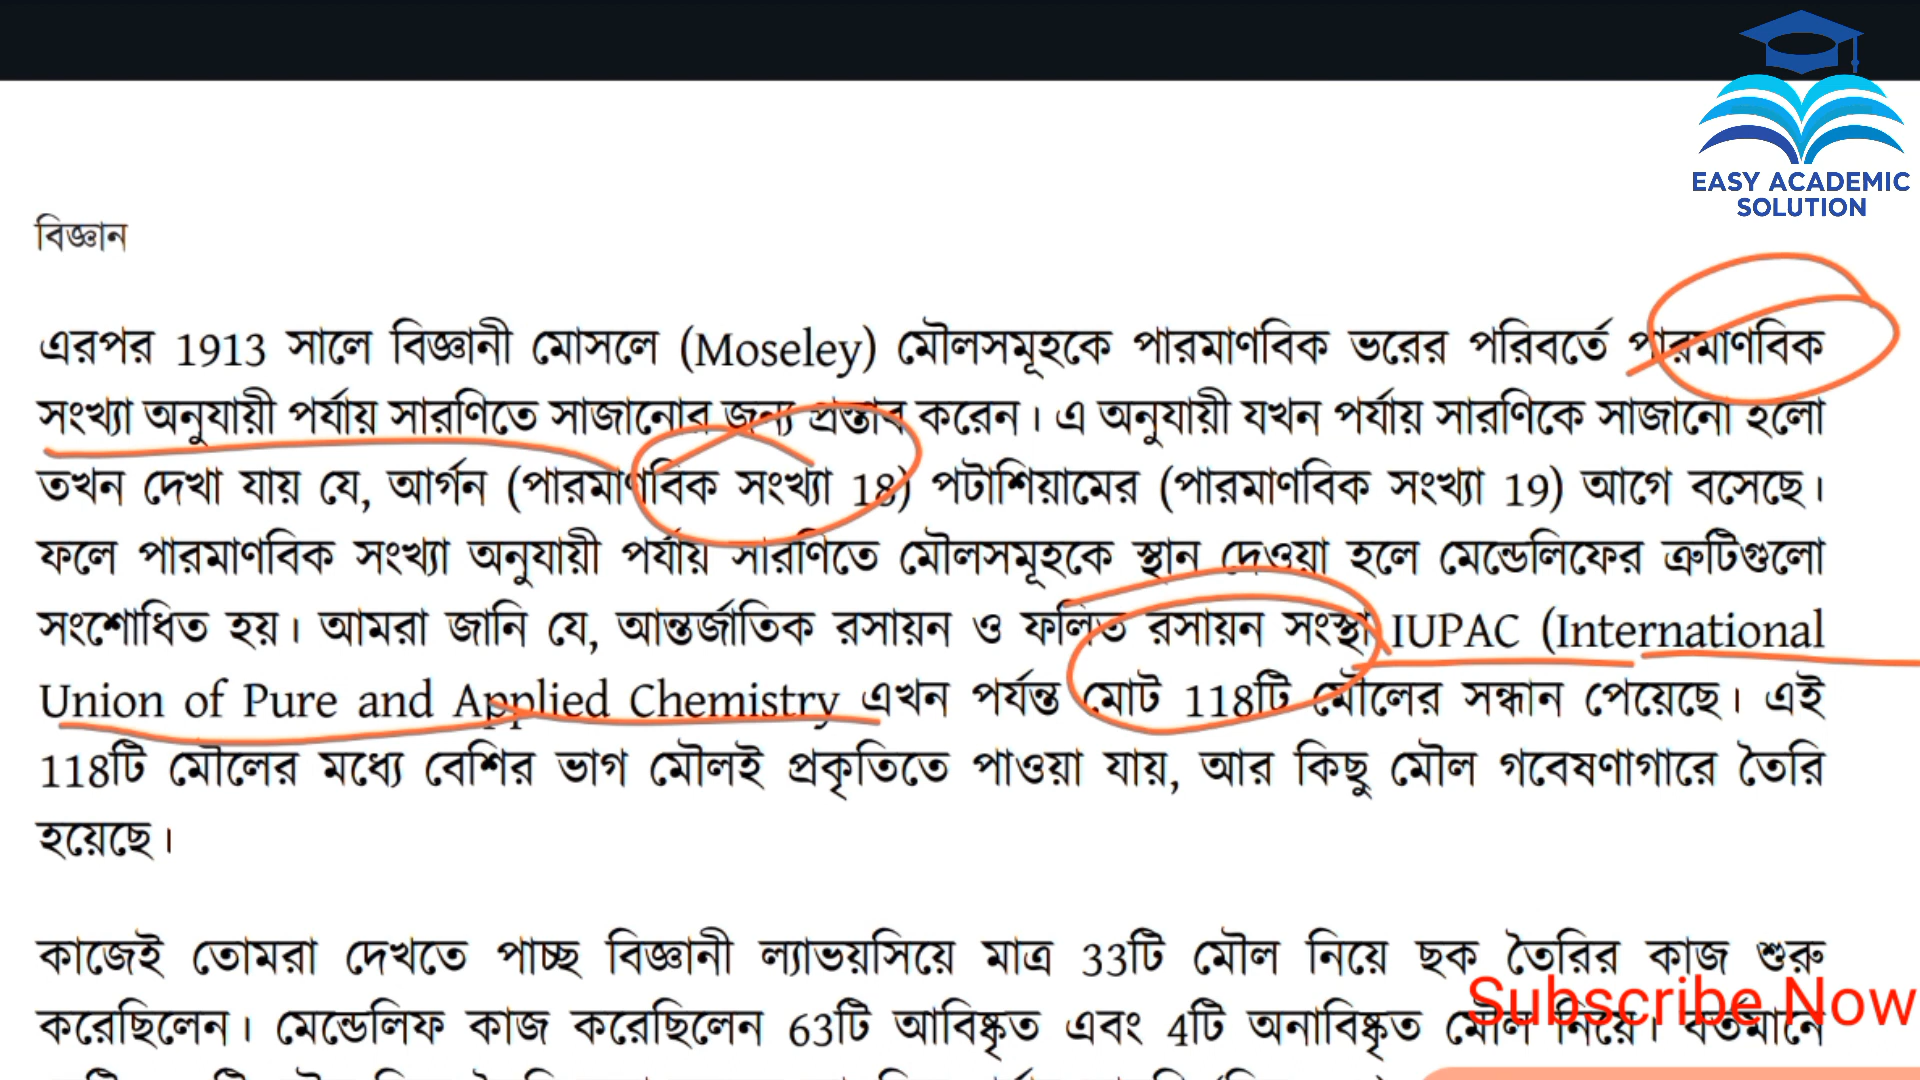 EASY ACADEMIC
SOLUTION
বিজ্ঞান
এরপর 1913 সালে বিজ্ঞানী মোসলে (Moseley) মৌলসমূহকে পারমাণবিক ভরের পরিবর্তে পারমাণবিক
সংখ্যা অনুযায়ী পর্যায় সারণিতে সাজানোর জন্য প্রস্তাব করেন। এ অনুযায়ী যখন পর্যায় সারণিকে সাজানো হলো
তখন দেখা যায় যে, আর্গন (পারমাণবিক সংখ্যা 18) পটাশিয়ামের (পারমাণবিক সংখ্যা 19) আগে বসেছে।
ফলে পারমাণবিক সংখ্যা অনুযায়ী পর্যায় সারণিতে মৌলসমূহকে স্থান দেওয়া হলে মেন্ডেলিফের ত্রুটিগুলো
সংশোধিত হয়। আমরা জানি যে, আন্তর্জাতিক রসায়ন ও ফলিত রসায়ন সংস্থা IUPAC (International
Union of Pure and Applied Chemistry এখন পর্যন্ত মোট 118টি মৌলের সন্ধান পেয়েছে। এই
118টি মৌলের মধ্যে বেশির ভাগ মৌলই প্রকৃতিতে পাওয়া যায়, আর কিছু মৌল গবেষণাগারে তৈরি
হয়েছে।
কাজেই তোমরা দেখতে পাচ্ছ বিজ্ঞানী ল্যাভয়সিয়ে মাত্র 33টি মৌল নিয়ে ছক তৈরির কাজ শুরু
করেছিলেন। মেন্ডেলিফ কাজ করেছিলেন 63টি আবিষ্কৃত এবং 4টি অনাবিষ্কৃত মৌল নিয়ে। বর্তমানে
Subscribe Now